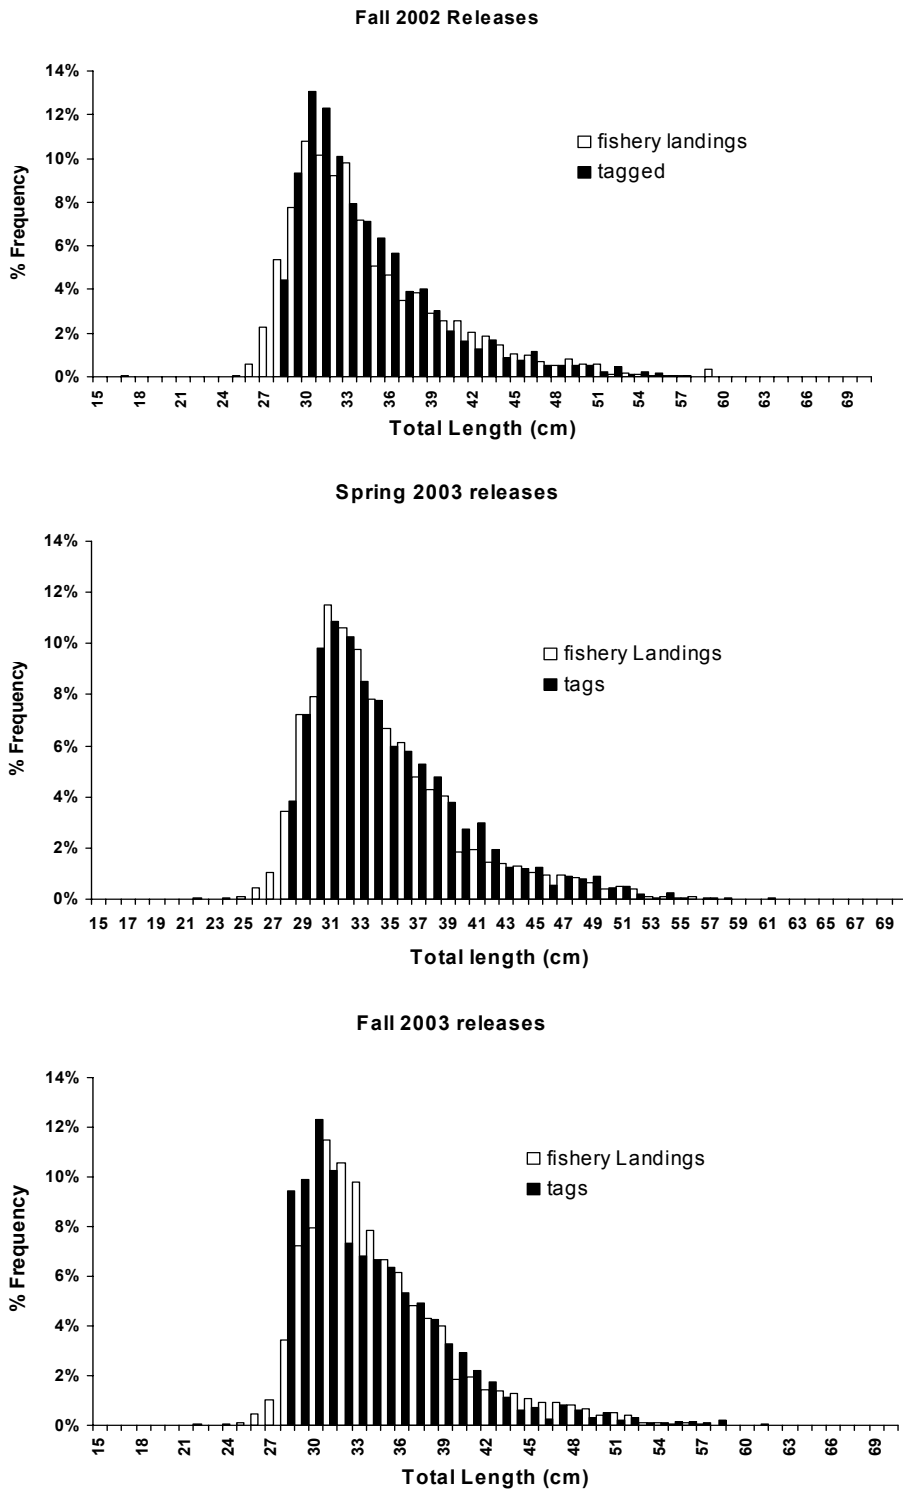 Fall 2002 Releases
14%
12%
10%
8%
6%
4%
2%
0%
% Frequency
fishery landings
tagged
15 18 21 24 27 30 33 36 39 42 45 48 51 54 57 60 63 66 69
Total Length (cm)
Spring 2003 releases
14%
12%
10%
8%
6%
4%
2%
0%
% Frequency
fishery Landings
tags
15 17 19 21 23 25 27 29 31 33 35 37 39 41 43 45 47 49 51 53 55 57 59 61 63 65 67 69
Total length (cm)
Fall 2003 releases
14%
12%
10%
8%
6%
4%
2%
0%
% Frequency
fishery Landings
tags
15 18 21 24 27 30 33 36 39 42 45 48 51 54 57 60 63 66 69
Total Length (cm)